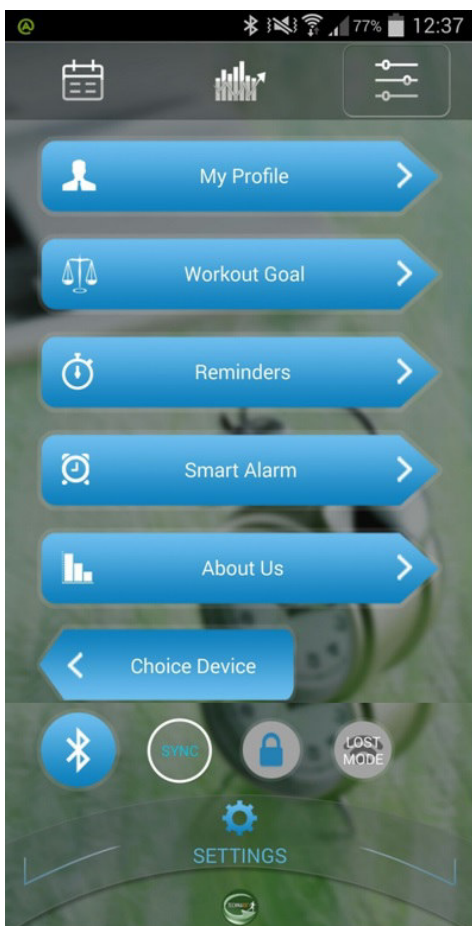 77% 12:37
My Profile
Workout Goal
Reminders
Smart Alarm
About Us
Choice Device
SYNC
LOST
MODE
SETTINGS